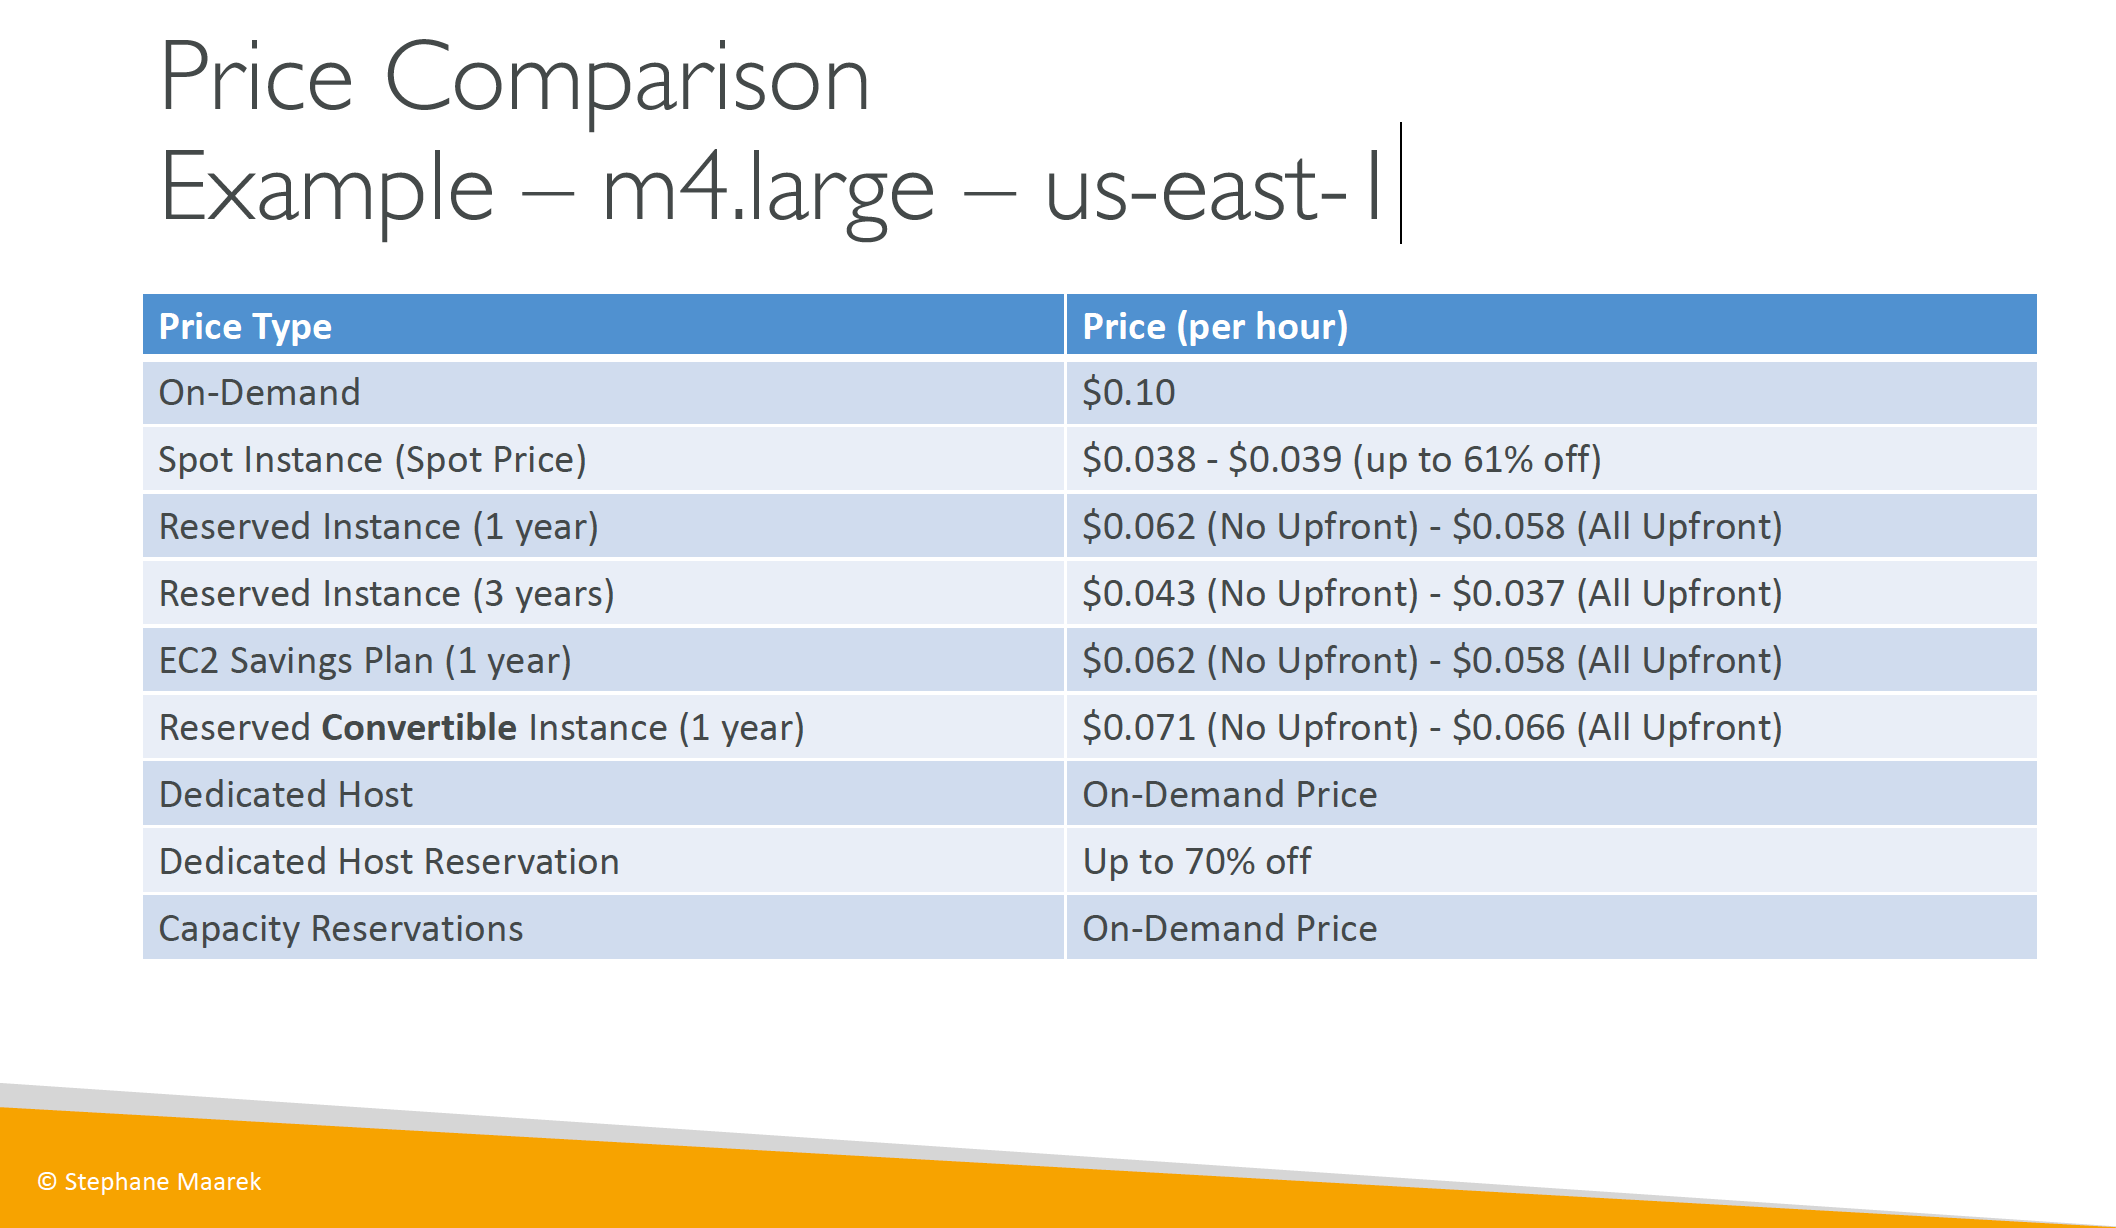 Price Comparison
Example – m4.large – us-east-1
Price Type Price (per hour)
On-Demand $0.10
Spot Instance (Spot Price) $0.038 - $0.039 (up to 61% off)
Reserved Instance (1 year) $0.062 (No Upfront) - $0.058 (All Upfront)
Reserved Instance (3 years) $0.043 (No Upfront) - $0.037 (All Upfront)
EC2 Savings Plan (1 year) $0.062 (No Upfront) - $0.058 (All Upfront)
Reserved Convertible Instance (1 year) $0.071 (No Upfront) - $0.066 (All Upfront)
Dedicated Host On-Demand Price
Dedicated Host Reservation Up to 70% off
Capacity Reservations On-Demand Price
© Stephane Maarek